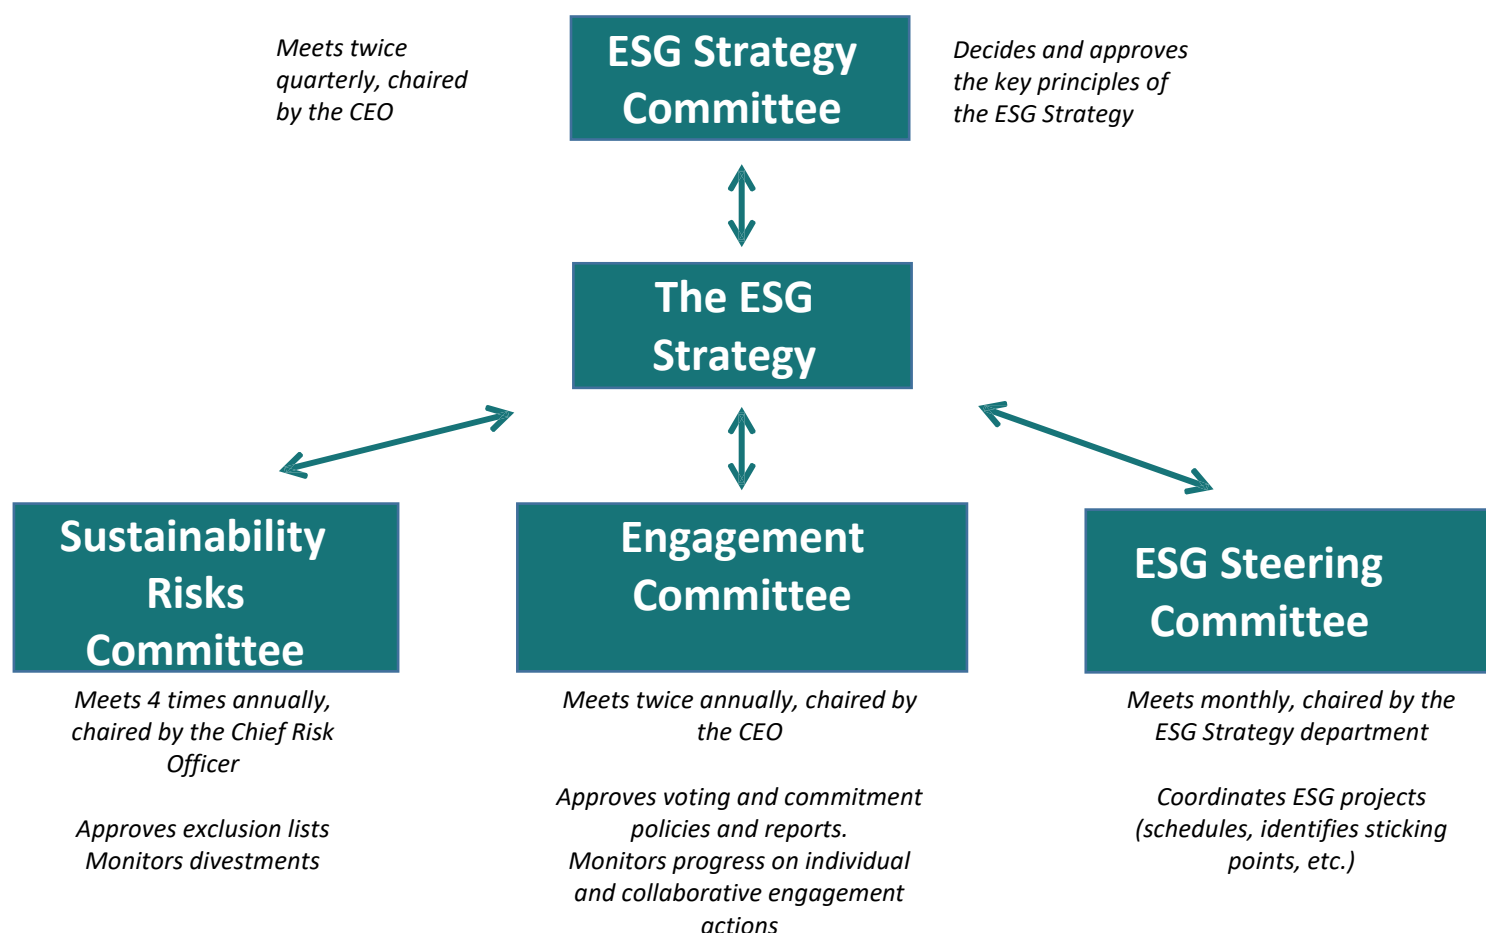 Meets twice
quarterly, chaired
by the CEO
ESG Strategy
Committee
Decides and approves
the key principles of
the ESG Strategy
The ESG
Strategy
Sustainability
Risks
Committee
Meets 4 times annually,
chaired by the Chief Risk
Officer
Approves exclusion lists
Monitors divestments
Engagement
Committee
Meets twice annually, chaired by
the CEO
Approves voting and commitment
policies and reports.
Monitors progress on individual
and collaborative engagement
actions
ESG Steering
Committee
Meets monthly, chaired by the
ESG Strategy department
Coordinates ESG projects
(schedules, identifies sticking
points, etc.)